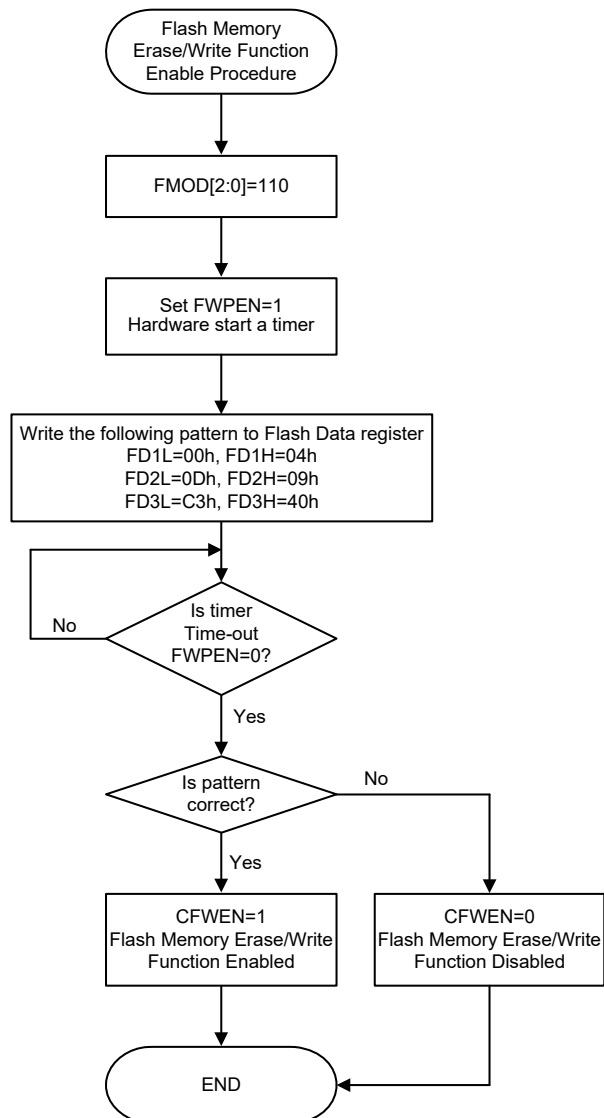 Flash Memory
Erase/Write Function
Enable Procedure
FMOD[2:0]=110
Set FWPEN=1
Hardware start a timer
Write the following pattern to Flash Data register
FD1L=00h, FD1H=04h
FD2L=0Dh, FD2H=09h
FD3L=C3h, FD3H=40h
Is timer
Time-out
FWPEN=0?
No
Yes
Is pattern
correct?
No
Yes
CFWEN=1
Flash Memory Erase/Write
Function Enabled
CFWEN=0
Flash Memory Erase/Write
Function Disabled
END